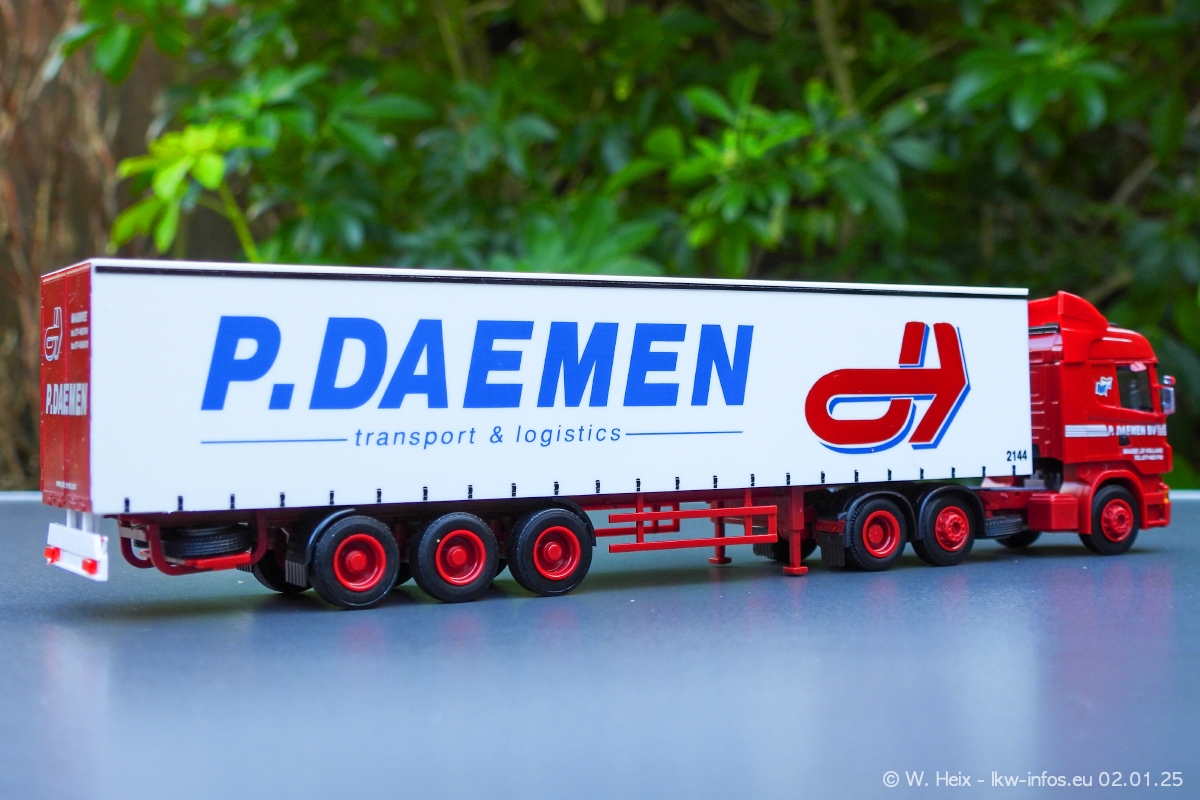 P.DAEMEN
transport & logistics
2144
P.DAEMEN
P. DAEMEN BV
© W. Heix - lkw-infos.eu 02.01.25